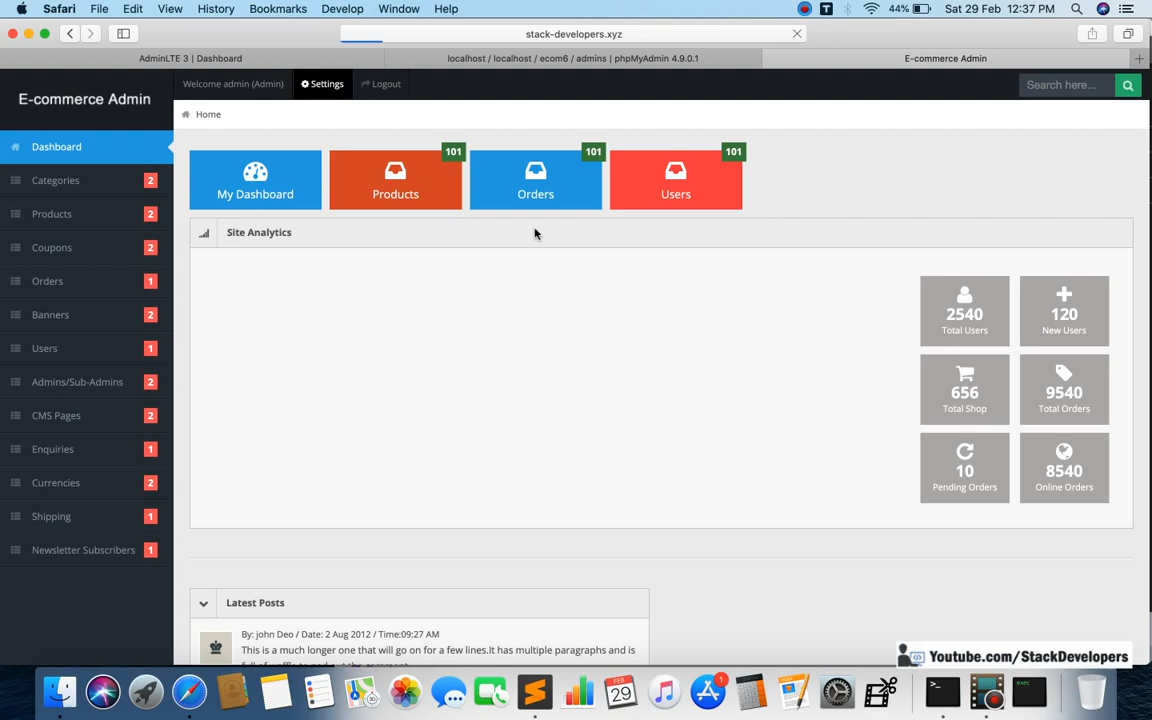 Safari File Edit View History Bookmarks Develop Window Help 44% Sat 29 Feb 12:37 PM
stack-developers.xyz
AdminLTE 3 | Dashboard localhost / localhost / ecom6 / admins | phpMyAdmin 4.9.0.1 E-commerce Admin
E-commerce Admin
Welcome admin (Admin) Settings Logout Search here...
Home
Dashboard
Categories 2
Products 2
Coupons 2
Orders 1
Banners 2
Users 1
Admins/Sub-Admins 2
CMS Pages 2
Enquiries 1
Currencies 2
Shipping 1
Newsletter Subscribers 1
My Dashboard
101
Products
101
Orders
101
Users
Site Analytics
2540
Total Users
120
New Users
656
Total Shop
9540
Total Orders
10
Pending Orders
8540
Online Orders
Latest Posts
By: john Deo / Date: 2 Aug 2012 / Time:09:27 AM
This is a much longer one that will go on for a few lines.It has multiple paragraphs and is
Youtube.com/StackDevelopers
FEB
29
1
exec